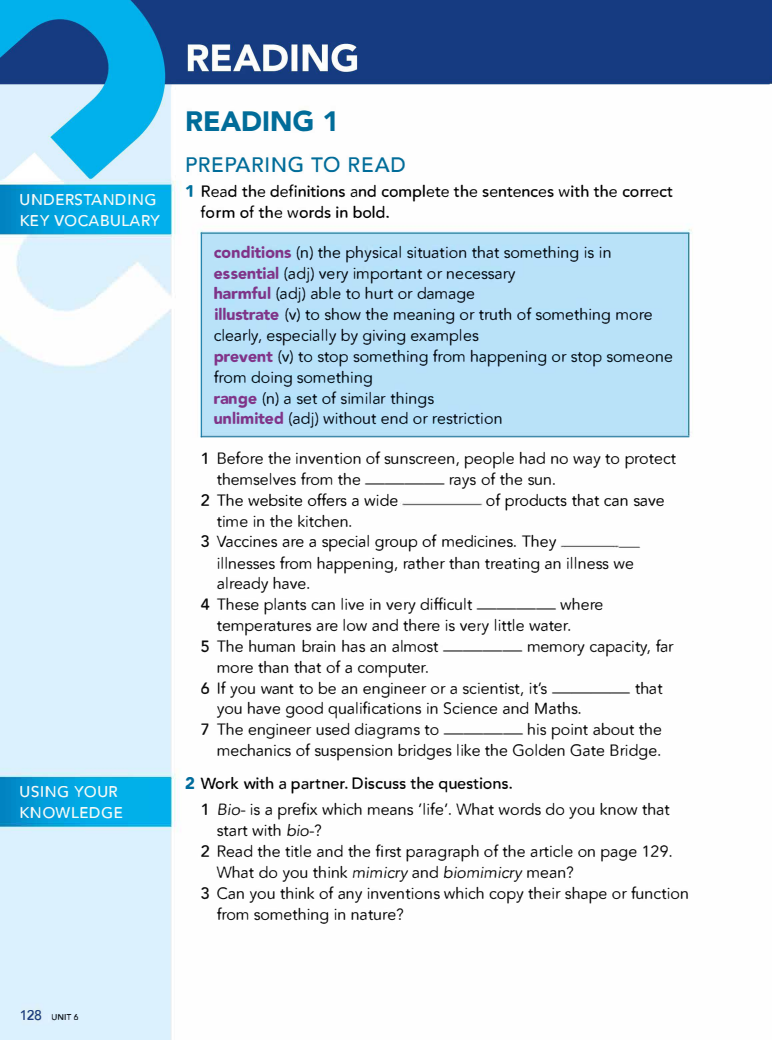 READING
READING 1
PREPARING TO READ
UNDERSTANDING
KEY VOCABULARY
1 Read the definitions and complete the sentences with the correct
form of the words in bold.
conditions (n) the physical situation that something is in
essential (adj) very important or necessary
harmful (adj) able to hurt or damage
illustrate (v) to show the meaning or truth of something more
clearly, especially by giving examples
prevent (v) to stop something from happening or stop someone
from doing something
range (n) a set of similar things
unlimited (adj) without end or restriction
1 Before the invention of sunscreen, people had no way to protect
themselves from the __________ rays of the sun.
2 The website offers a wide __________ of products that can save
time in the kitchen.
3 Vaccines are a special group of medicines. They __________
illnesses from happening, rather than treating an illness we
already have.
4 These plants can live in very difficult __________ where
temperatures are low and there is very little water.
5 The human brain has an almost __________ memory capacity, far
more than that of a computer.
6 If you want to be an engineer or a scientist, it's __________ that
you have good qualifications in Science and Maths.
7 The engineer used diagrams to __________ his point about the
mechanics of suspension bridges like the Golden Gate Bridge.
USING YOUR
KNOWLEDGE
2 Work with a partner. Discuss the questions.
1 Bio- is a prefix which means 'life'. What words do you know that
start with bio-?
2 Read the title and the first paragraph of the article on page 129.
What do you think mimicry and biomimicry mean?
3 Can you think of any inventions which copy their shape or function
from something in nature?
128 UNIT 6